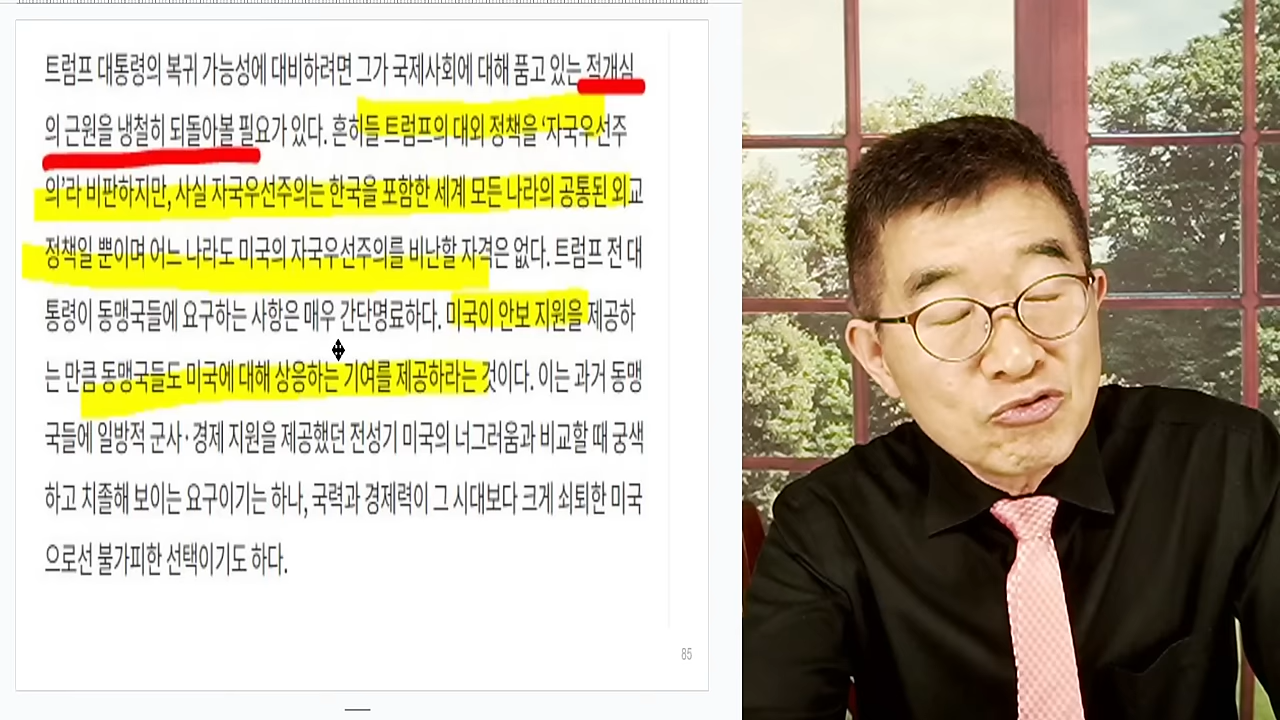 트럼프 대통령의 복귀 가능성에 대비하려면 그가 국제사회에 대해 품고 있는 적개심
의 근원을 냉철히 되돌아볼 필요가 있다. 흔히들 트럼프의 대외 정책을 ‘자국우선주
의’라 비판하지만, 사실 자국우선주의는 한국을 포함한 세계 모든 나라의 공통된 외교
정책일 뿐이며 어느 나라도 미국의 자국우선주의를 비난할 자격은 없다. 트럼프 전 대
통령이 동맹국들에 요구하는 사항은 매우 간단명료하다. 미국이 안보 지원을 제공하
는 만큼 동맹국들도 미국에 대해 상응하는 기여를 제공하라는 것이다. 이는 과거 동맹
국들에 일방적 군사·경제 지원을 제공했던 전성기 미국의 너그러움과 비교할 때 궁색
하고 치졸해 보이는 요구이기는 하나, 국력과 경제력이 그 시대보다 크게 쇠퇴한 미국
으로선 불가피한 선택이기도 하다.
85